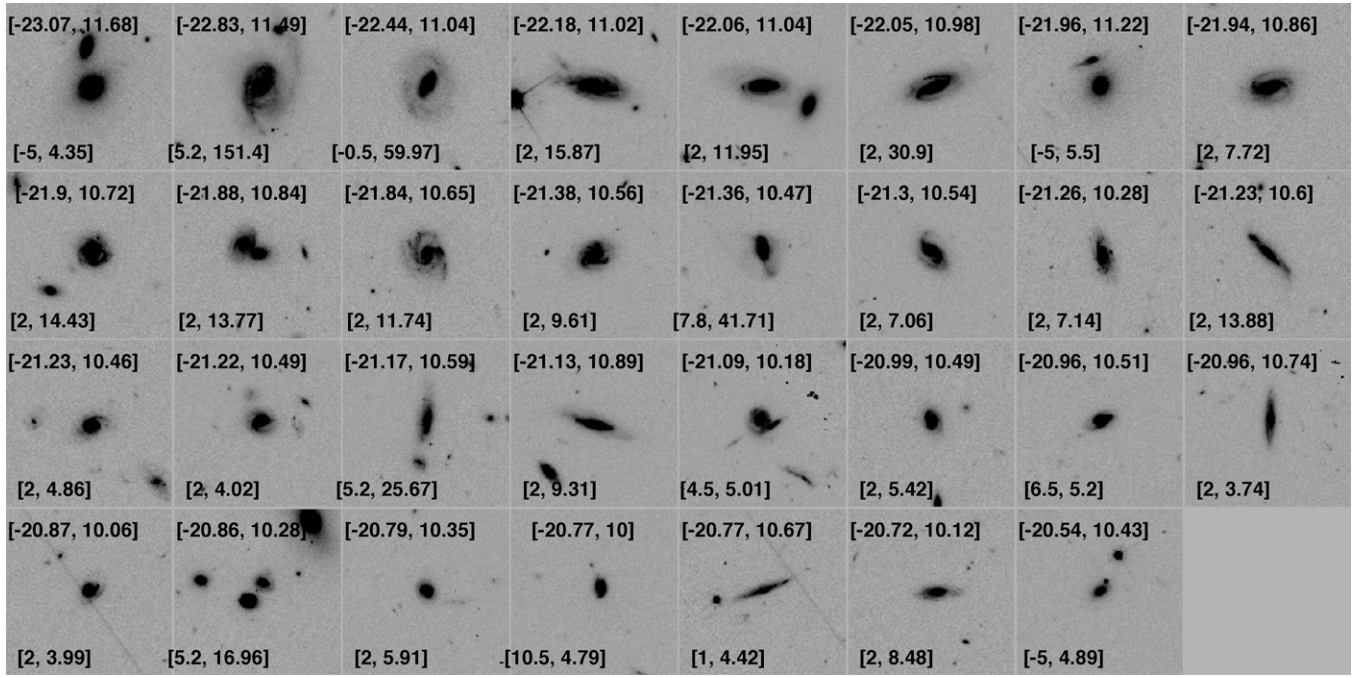 [-23.07, 11.68] [-22.83, 11.49] [-22.44, 11.04] [-22.18, 11.02] [-22.06, 11.04] [-22.05, 10.98] [-21.96, 11.22] [-21.94, 10.86]
[-5, 4.35] [5.2, 151.4] [-0.5, 59.97] [2, 15.87] [2, 11.95] [2, 30.9] [-5, 5.5] [2, 7.72]
[-21.9, 10.72] [-21.88, 10.84] [-21.84, 10.65] [-21.38, 10.56] [-21.36, 10.47] [-21.3, 10.54] [-21.26, 10.28] [-21.23, 10.6]
[2, 14.43] [2, 13.77] [2, 11.74] [2, 9.61] [7.8, 41.71] [2, 7.06] [2, 7.14] [2, 13.88]
[-21.23, 10.46] [-21.22, 10.49] [-21.17, 10.59] [-21.13, 10.89] [-21.09, 10.18] [-20.99, 10.49] [-20.96, 10.51] [-20.96, 10.74]
[2, 4.86] [2, 4.02] [5.2, 25.67] [2, 9.31] [4.5, 5.01] [2, 5.42] [6.5, 5.2] [2, 3.74]
[-20.87, 10.06] [-20.86, 10.28] [-20.79, 10.35] [-20.77, 10] [-20.77, 10.67] [-20.72, 10.12] [-20.54, 10.43]
[2, 3.99] [5.2, 16.96] [2, 5.91] [10.5, 4.79] [1, 4.42] [2, 8.48] [-5, 4.89]